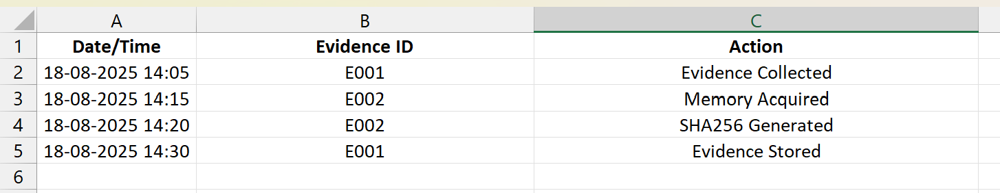 A B C
1 Date/Time Evidence ID Action
2 18-08-2025 14:05 E001 Evidence Collected
3 18-08-2025 14:15 E002 Memory Acquired
4 18-08-2025 14:20 E002 SHA256 Generated
5 18-08-2025 14:30 E001 Evidence Stored
6